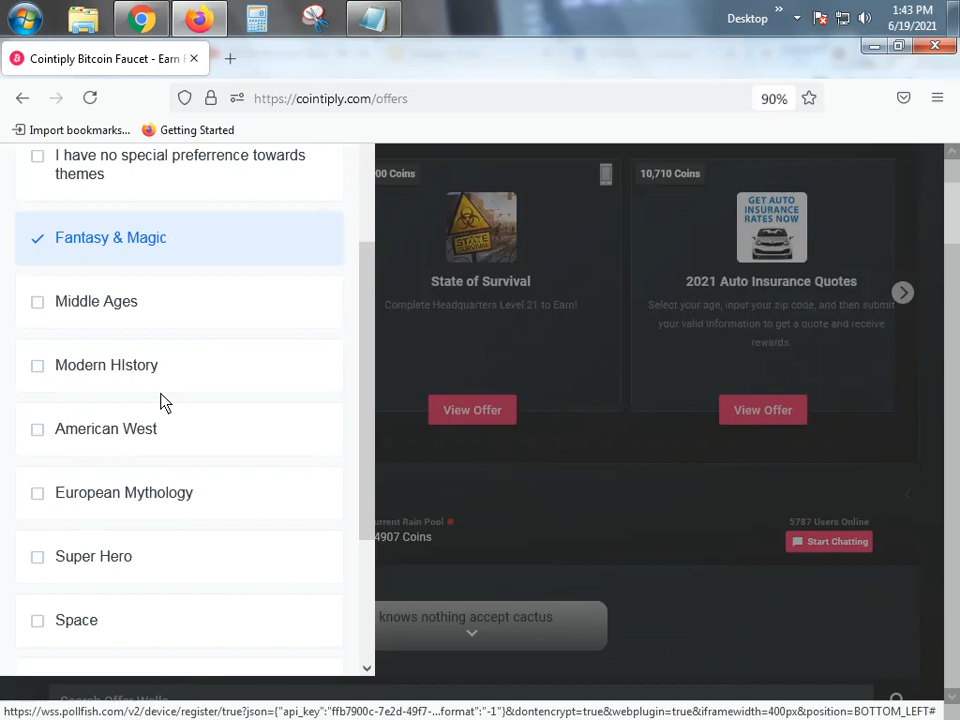 1:43 PM
Desktop
6/19/2021
Cointiply Bitcoin Faucet - Earn F
https://cointiply.com/offers
90%
Import bookmarks...
Getting Started
I have no special preferrence towards
themes
Fantasy & Magic
Middle Ages
Modern HIstory
American West
European Mythology
Super Hero
Space
00 Coins
State of Survival
Complete Headquarters Level 21 to Earn!
View Offer
10,710 Coins
GET AUTO
INSURANCE
RATES NOW
2021 Auto Insurance Quotes
Select your age, input your zip code, and then submit
your valid information to get a quote and receive
rewards.
View Offer
urrent Rain Pool
4907 Coins
5787 Users Online
Start Chatting
knows nothing accept cactus
Search Offer Walls
https://wss.pollfish.com/v2/device/register/true?json={"api_key":"ffb7900c-7e2d-49f7-...format":"-1"}&dontencrypt=true&webplugin=true&iframewidth=400px&position=BOTTOM_LEFT#